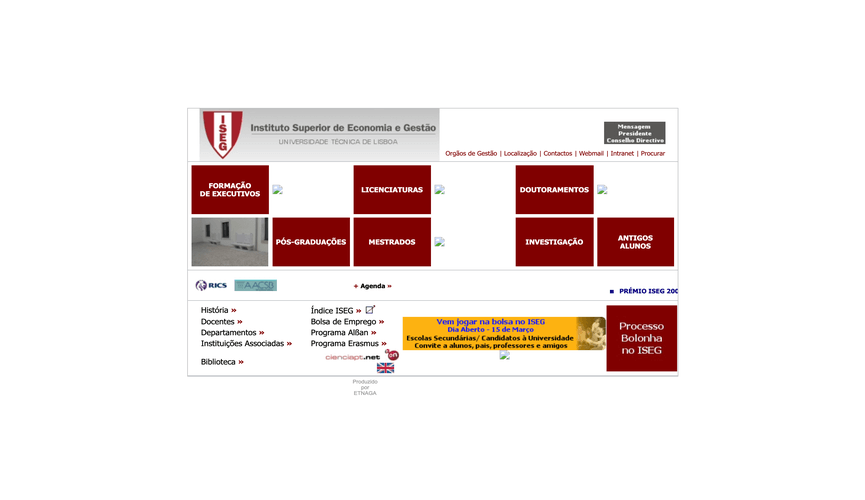 ISEG
Instituto Superior de Economia e Gestão
UNIVERSIDADE TÉCNICA DE LISBOA
Mensagem
Presidente
Conselho Directivo
Orgãos de Gestão | Localização | Contactos | Webmail | Intranet | Procurar
FORMAÇÃO
DE EXECUTIVOS
LICENCIATURAS
DOUTORAMENTOS
PÓS-GRADUAÇÕES
MESTRADOS
INVESTIGAÇÃO
ANTIGOS
ALUNOS
RICS
AACSB
+ Agenda »
PRÉMIO ISEG 200
História »
Docentes »
Departamentos »
Instituições Associadas »
Biblioteca »
Índice ISEG »
Bolsa de Emprego »
Programa Alßan »
Programa Erasmus »
cienciapt.net on
Vem jogar na bolsa no ISEG
Dia Aberto - 15 de Março
Escolas Secundárias/ Candidatos à Universidade
Convite a alunos, pais, professores e amigos
Processo
Bolonha
no ISEG
Produzido
por
ETNAGA